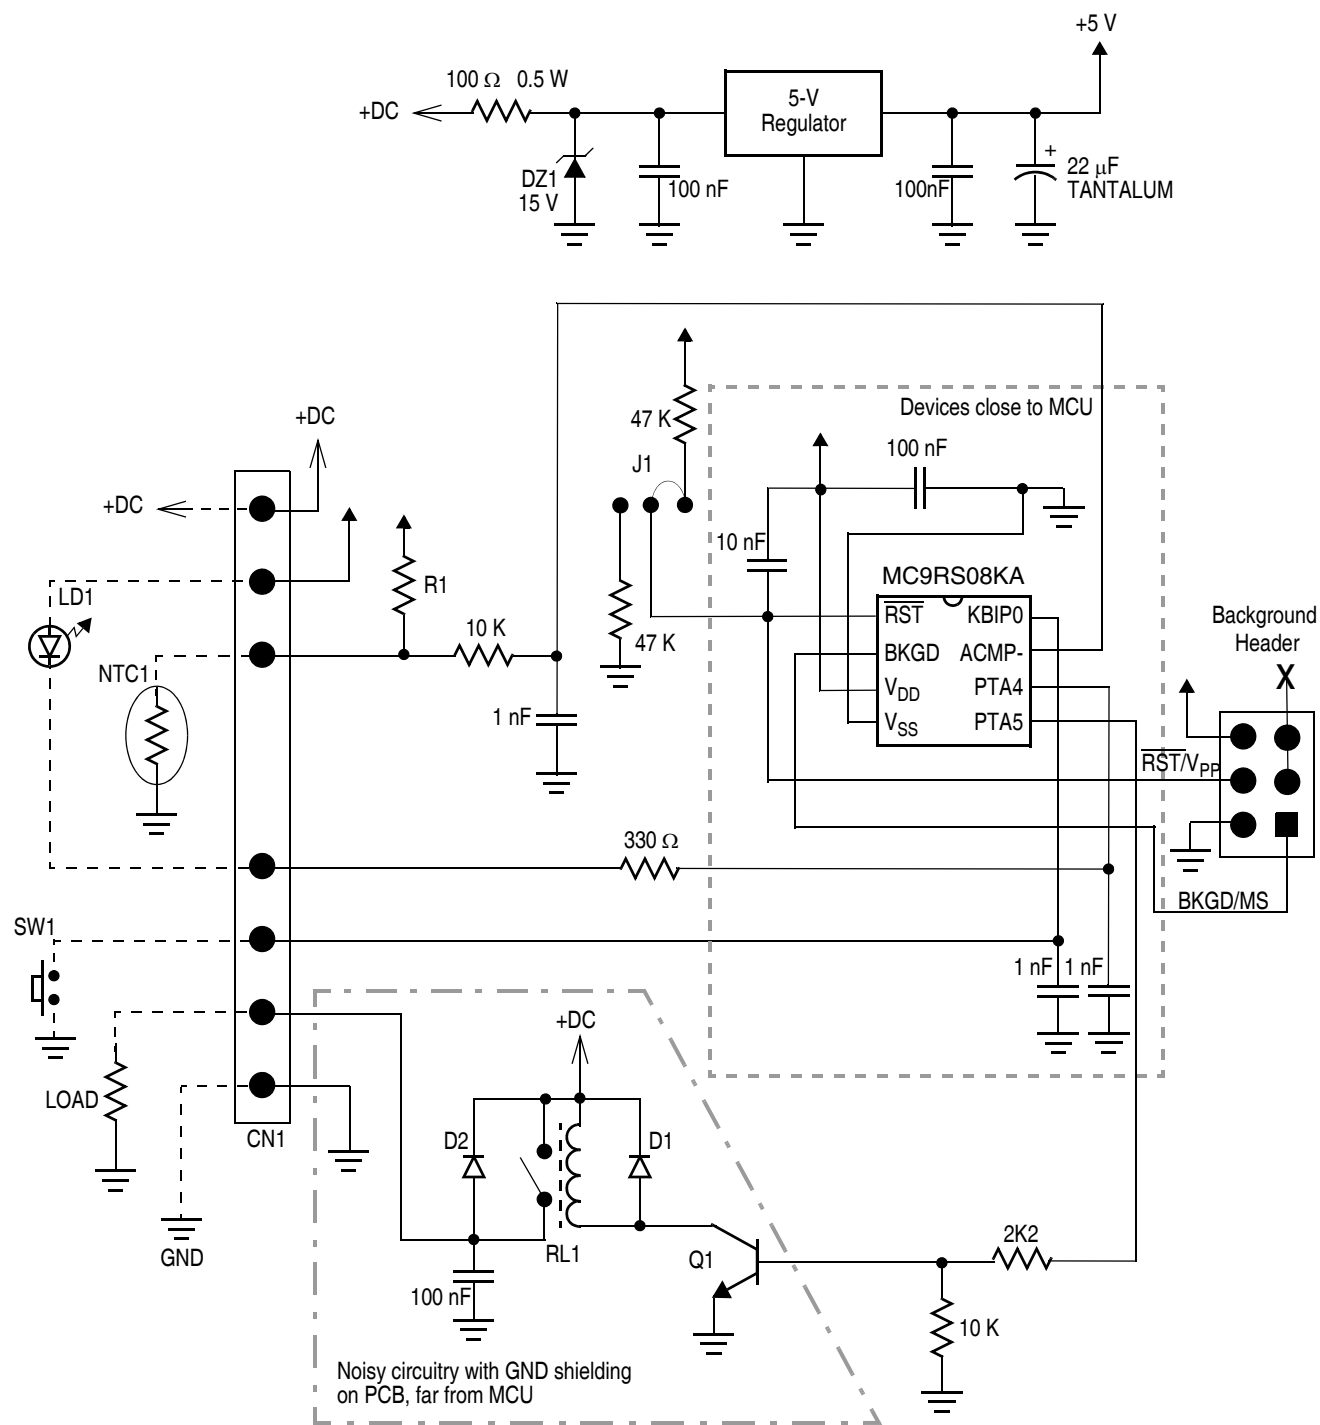 +5 V
100 Ω 0.5 W
+DC
5-V
Regulator
DZ1
15 V
100 nF
100nF
+
22 μF
TANTALUM
Devices close to MCU
47 K
J1
100 nF
+DC
+DC
10 nF
MC9RS08KA
LD1
R1
10 K
47 K
RST
KBIP0
BKGD
ACMP-
VDD
PTA4
VSS
PTA5
Background
Header
X
NTC1
1 nF
RST/VPP
330 Ω
BKGD/MS
SW1
1 nF
1 nF
+DC
LOAD
CN1
D2
D1
GND
RL1
Q1
2K2
100 nF
10 K
Noisy circuitry with GND shielding
on PCB, far from MCU